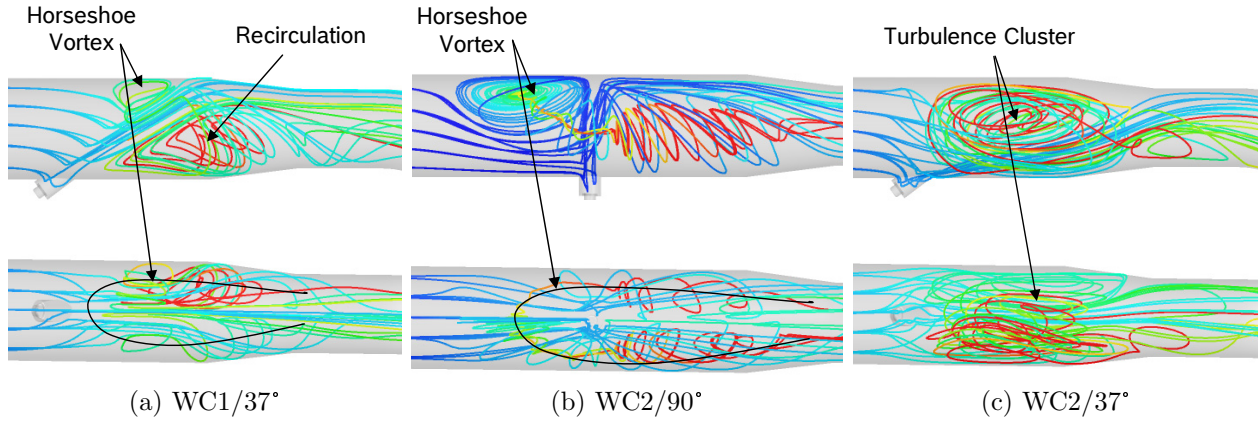 Horseshoe
Vortex
Recirculation
Horseshoe
Vortex
Turbulence Cluster
(a) WC1/37°
(b) WC2/90°
(c) WC2/37°